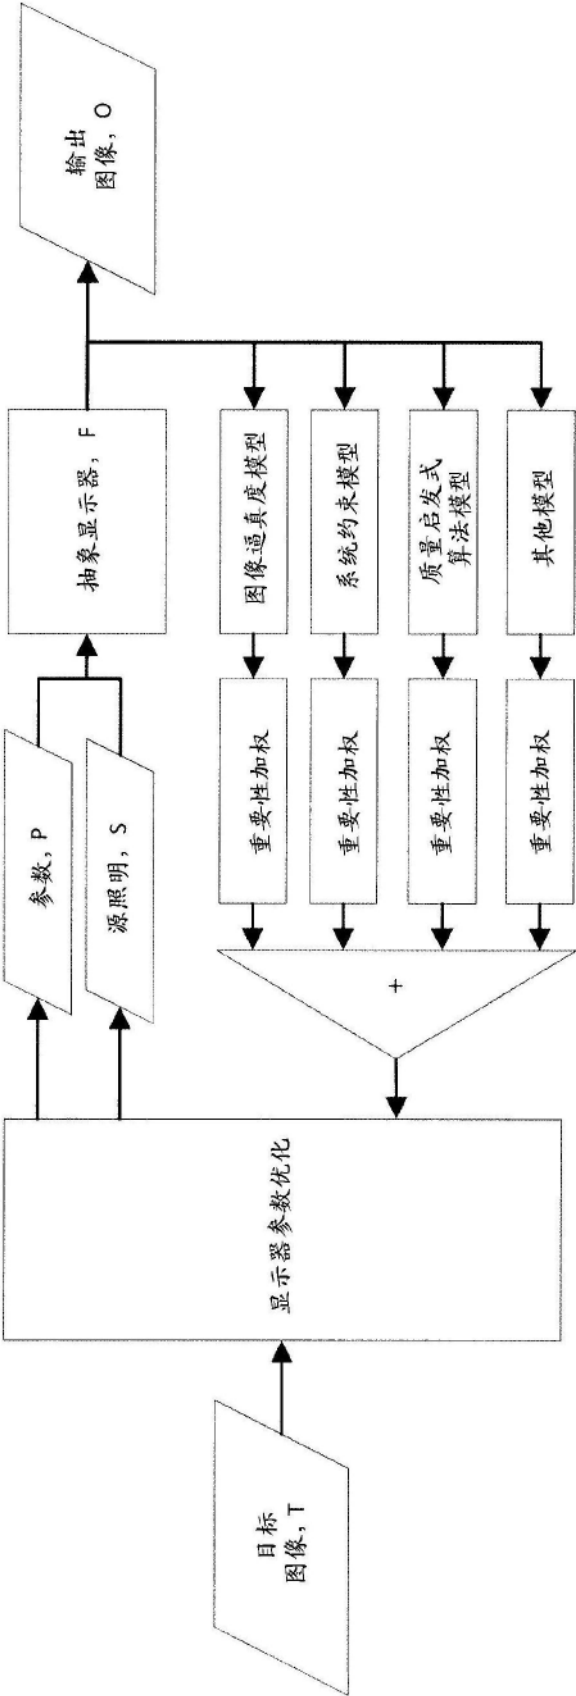 目标
图像, T
显示器参数优化
参数, P
源照明, S
抽象显示器, F
输出
图像, O
+
重要性加权
图像逼真度模型
重要性加权
系统约束模型
重要性加权
质量启发式
算法模型
重要性加权
其他模型